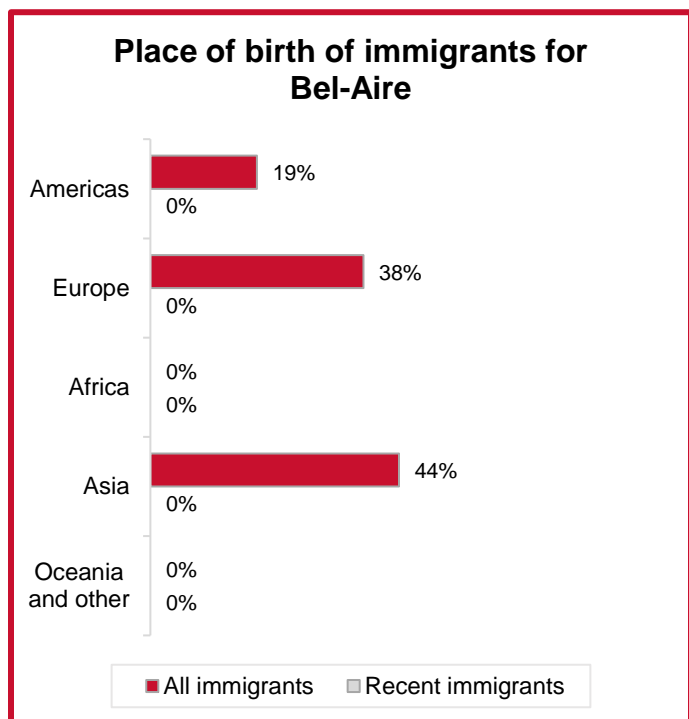 Place of birth of immigrants for
Bel-Aire
Americas
19%
0%
Europe
38%
0%
Africa
0%
0%
Asia
44%
0%
Oceania
and other
0%
0%
All immigrants
Recent immigrants